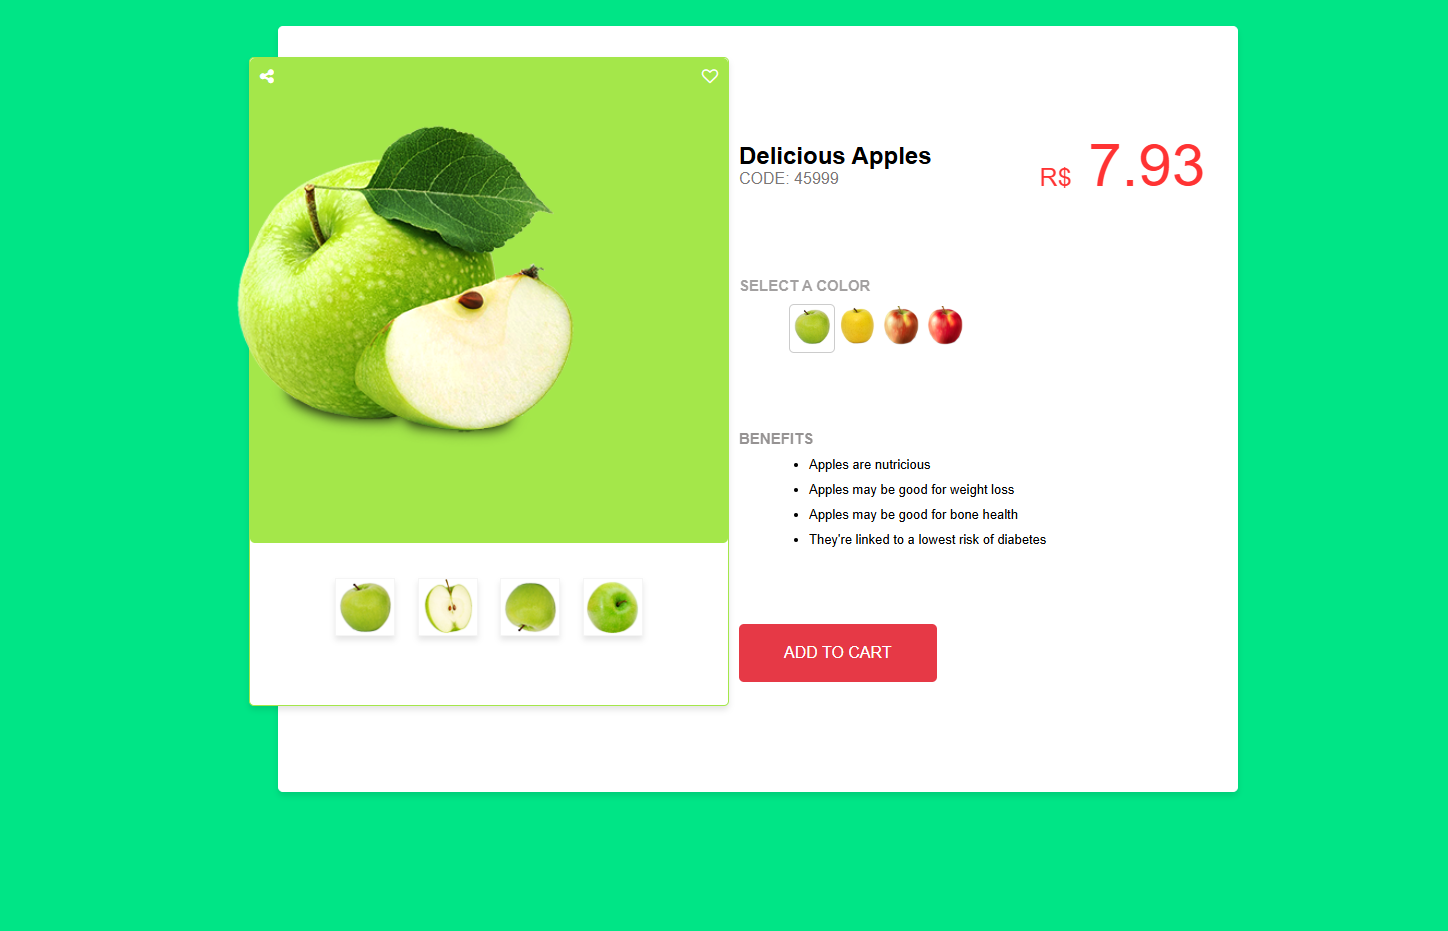 Delicious Apples
CODE: 45999
R$ 7.93
SELECT A COLOR
BENEFITS
• Apples are nutricious
• Apples may be good for weight loss
• Apples may be good for bone health
• They're linked to a lowest risk of diabetes
ADD TO CART